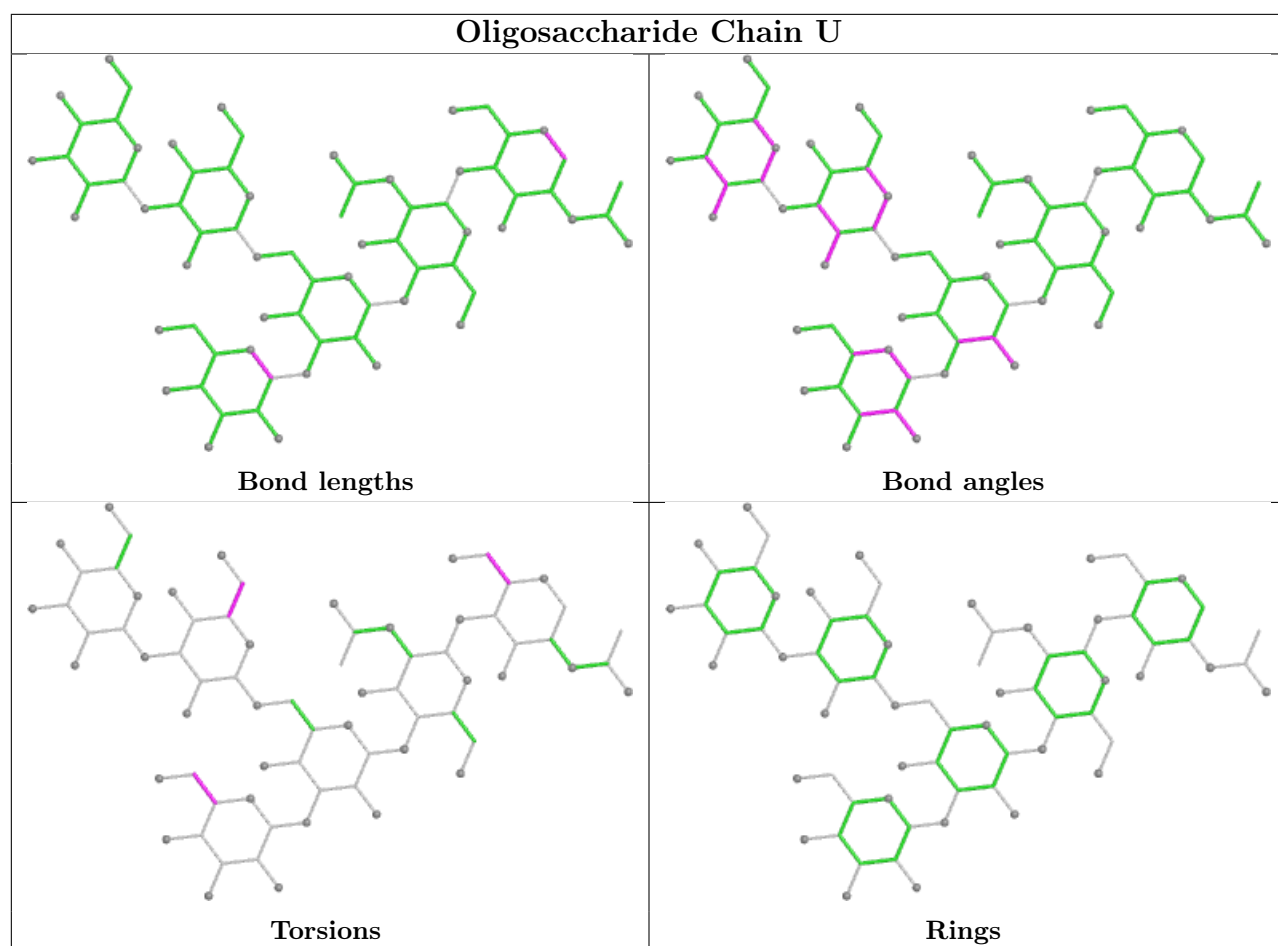 Oligosaccharide Chain U
Bond lengths
Bond angles
Torsions
Rings